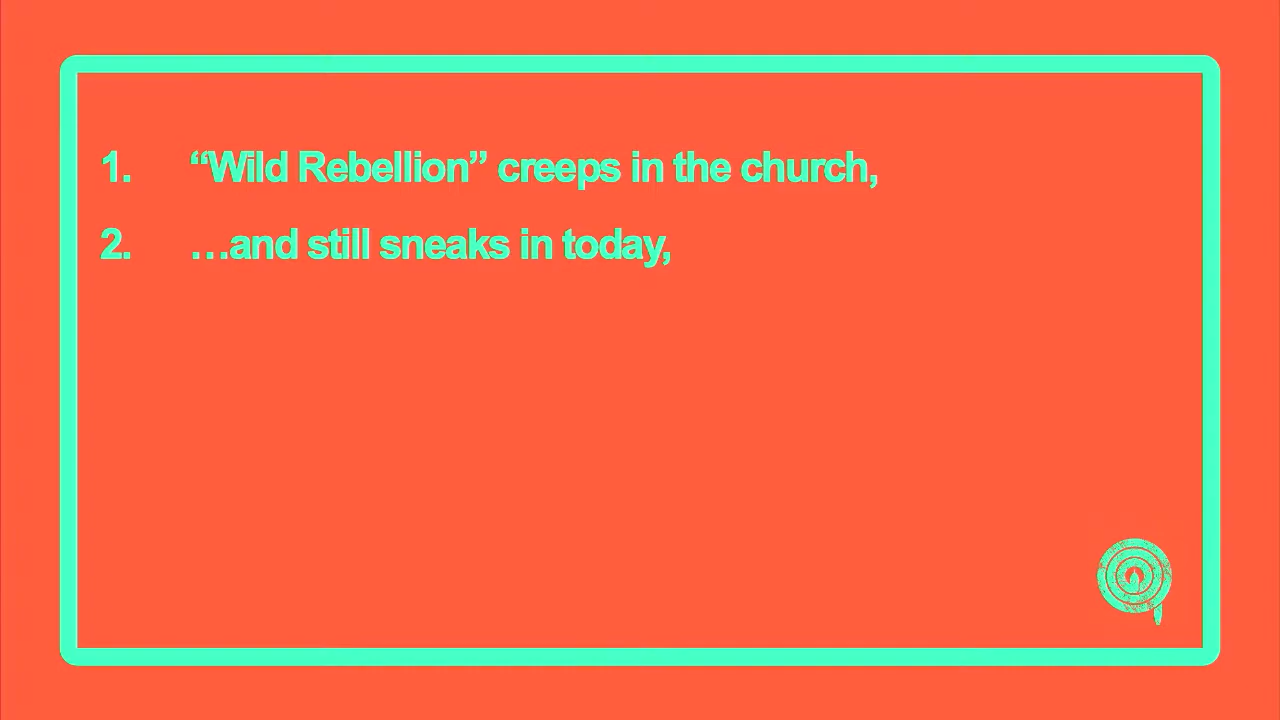 1. “Wild Rebellion” creeps in the church,
2. …and still sneaks in today,